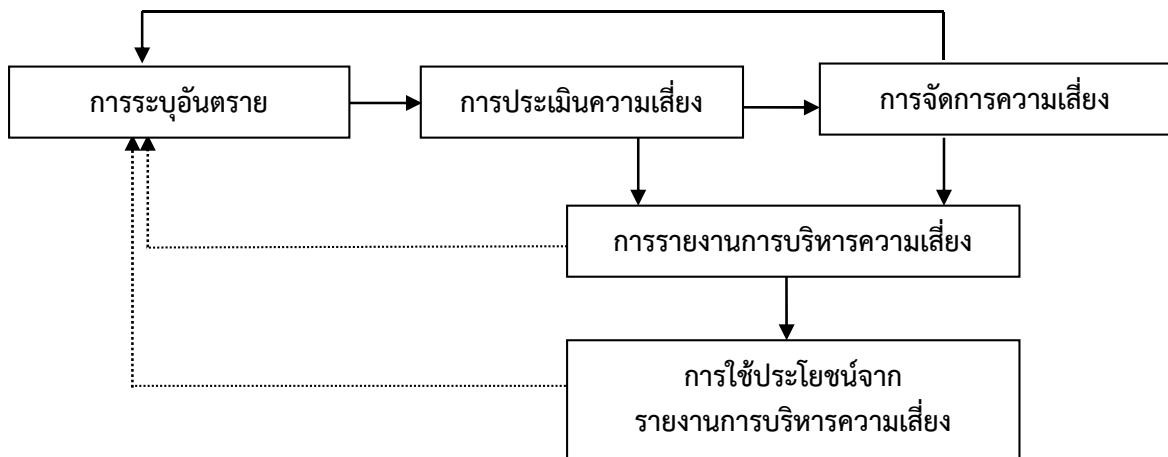 การระบุอันตราย
การประเมินความเสี่ยง
การจัดการความเสี่ยง
การรายงานการบริหารความเสี่ยง
การใช้ประโยชน์จาก
รายงานการบริหารความเสี่ยง